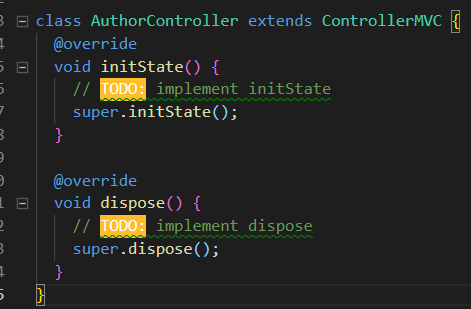 3 class AuthorController extends ControllerMVC {
4 @override
5 void initState() {
6 // TODO: implement initState
7 super.initState();
8 }
9
0 @override
1 void dispose() {
2 // TODO: implement dispose
3 super.dispose();
4 }
5 }